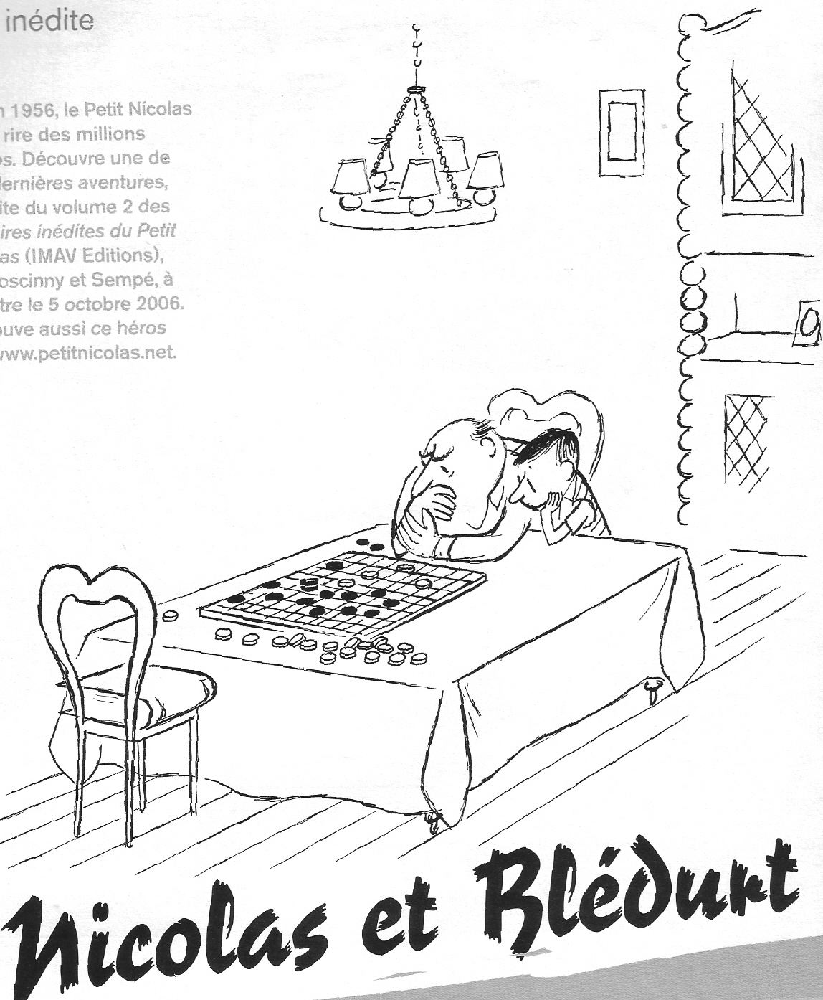 inédite
n 1956, le Petit Nicolas
rire des millions
os. Découvre une de
dernières aventures,
ite du volume 2 des
ires inédites du Petit
as (IMAV Editions),
oscinny et Sempé, à
tre le 5 octobre 2006.
ouve aussi ce héros
www.petitnicolas.net.
Nicolas et Blédurt